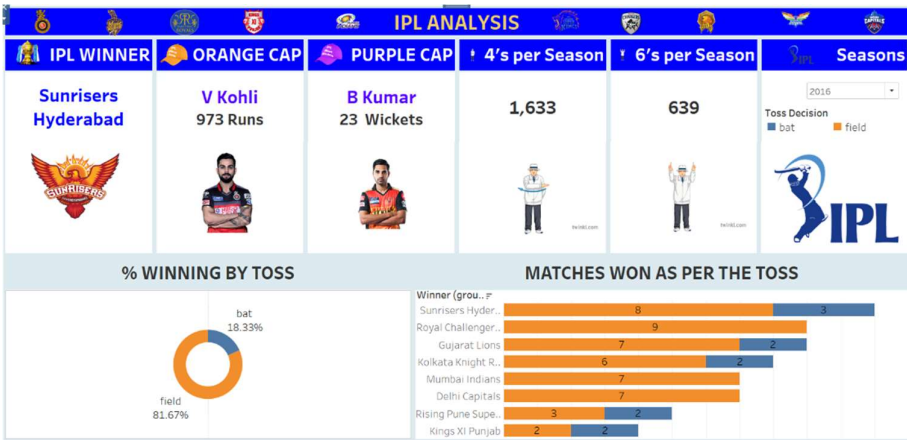 IPL ANALYSIS
IPL WINNER
ORANGE CAP
PURPLE CAP
4's per Season
6's per Season
Seasons
Sunrisers
Hyderabad
V Kohli
973 Runs
B Kumar
23 Wickets
1,633
639
2016
Toss Decision
bat
field
SUNRISERS
IPL
% WINNING BY TOSS
bat
18.33%
field
81.67%
MATCHES WON AS PER THE TOSS
Winner (grou..
Sunrisers Hyder.. 8 3
Royal Challenger.. 9
Gujarat Lions 7 2
Kolkata Knight R.. 6 2
Mumbai Indians 7
Delhi Capitals 7
Rising Pune Supe.. 3 2
Kings XI Punjab 2 2